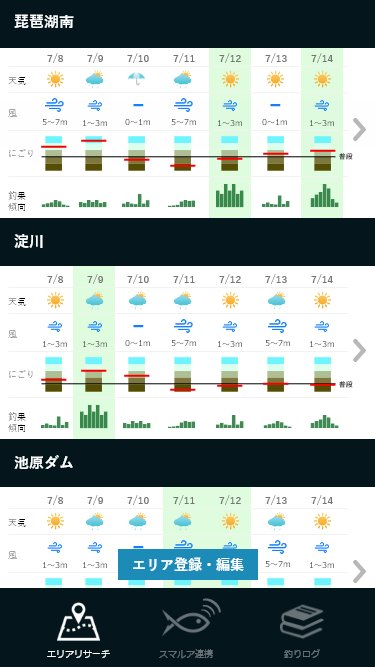 琵琶湖南
7/8 7/9 7/10 7/11 7/12 7/13 7/14
天気
風
5~7m 1~3m 0~1m 5~7m 1~3m 0~1m 1~3m
にごり
普段
釣果
傾向
淀川
7/8 7/9 7/10 7/11 7/12 7/13 7/14
天気
風
1~3m 1~3m 0~1m 5~7m 1~3m 5~7m 1~3m
にごり
普段
釣果
傾向
池原ダム
7/8 7/9 7/10 7/11 7/12 7/13 7/14
天気
風
1~3m 1~3m 5~7m 1~3m
エリア登録・編集
エリアリサーチ スマルア連携 釣りログ